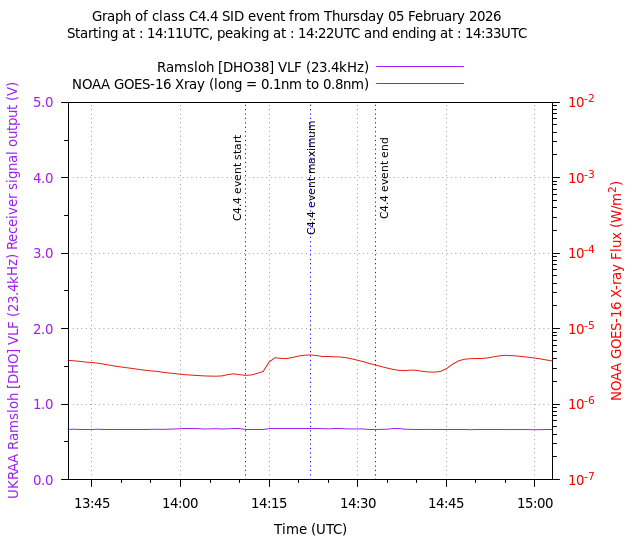 Graph of class C4.4 SID event from Thursday 05 February 2026
Starting at : 14:11UTC, peaking at : 14:22UTC and ending at : 14:33UTC
Ramsloh [DHO38] VLF (23.4kHz)
NOAA GOES-16 Xray (long = 0.1nm to 0.8nm)
UKRAA Ramsloh [DHO] VLF (23.4kHz) Receiver signal output (V)
5.0
4.0
3.0
2.0
1.0
0.0
C4.4 event start
C4.4 event maximum
C4.4 event end
10-2
10-3
10-4
10-5
10-6
10-7
NOAA GOES-16 X-ray Flux (W/m2)
13:45
14:00
14:15
14:30
14:45
15:00
Time (UTC)